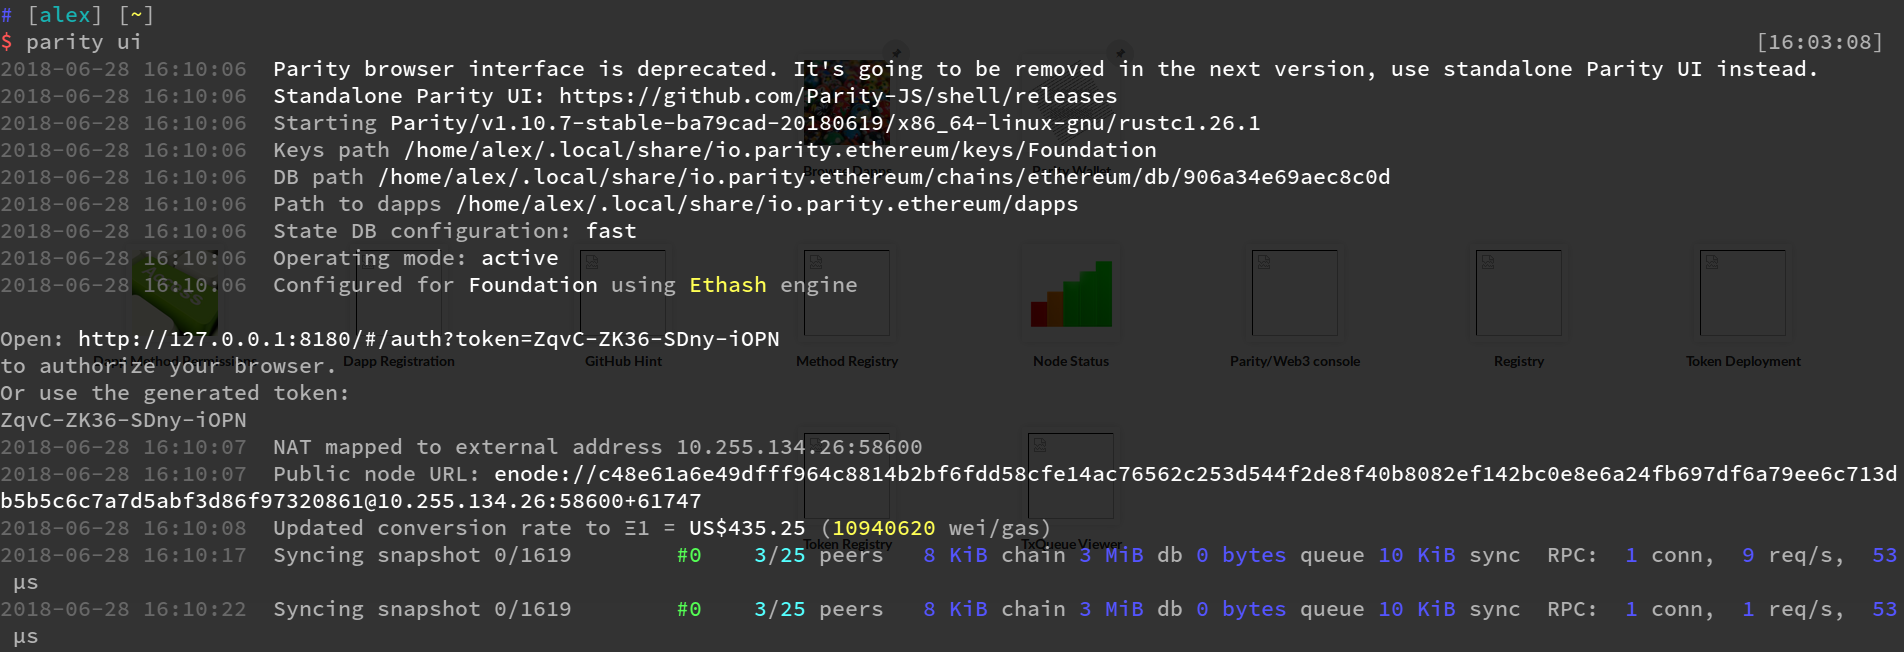 # [alex] [~]
$ parity ui [16:03:08]
2018-06-28 16:10:06 Parity browser interface is deprecated. It's going to be removed in the next version, use standalone Parity UI instead.
2018-06-28 16:10:06 Standalone Parity UI: https://github.com/Parity-JS/shell/releases
2018-06-28 16:10:06 Starting Parity/v1.10.7-stable-ba79cad-20180619/x86_64-linux-gnu/rustc1.26.1
2018-06-28 16:10:06 Keys path /home/alex/.local/share/io.parity.ethereum/keys/Foundation
2018-06-28 16:10:06 DB path /home/alex/.local/share/io.parity.ethereum/chains/ethereum/db/906a34e69aec8c0d
2018-06-28 16:10:06 Path to dapps /home/alex/.local/share/io.parity.ethereum/dapps
2018-06-28 16:10:06 State DB configuration: fast
2018-06-28 16:10:06 Operating mode: active
2018-06-28 16:10:06 Configured for Foundation using Ethash engine
Open: http://127.0.0.1:8180/#/auth?token=ZqvC-ZK36-SDny-iOPN
to authorize your browser.
Or use the generated token:
ZqvC-ZK36-SDny-iOPN
2018-06-28 16:10:07 NAT mapped to external address 10.255.134.26:58600
2018-06-28 16:10:07 Public node URL: enode://c48e61a6e49dfff964c8814b2bf6fdd58cfe14ac76562c253d544f2de8f40b8082ef142bc0e8e6a24fb697df6a79ee6c713d
b5b5c6c7a7d5abf3d86f97320861@10.255.134.26:58600+61747
2018-06-28 16:10:08 Updated conversion rate to Ξ1 = US$435.25 (10940620 wei/gas)
2018-06-28 16:10:17 Syncing snapshot 0/1619 #0 3/25 peers 8 KiB chain 3 MiB db 0 bytes queue 10 KiB sync RPC: 1 conn, 9 req/s, 53
µs
2018-06-28 16:10:22 Syncing snapshot 0/1619 #0 3/25 peers 8 KiB chain 3 MiB db 0 bytes queue 10 KiB sync RPC: 1 conn, 1 req/s, 53
µs
Access
Dapp Method Permissions
Dapp Registration
GitHub Hint
Method Registry
Node Status
Parity/Web3 console
Registry
Token Deployment
Token Registry
TxQueue Viewer